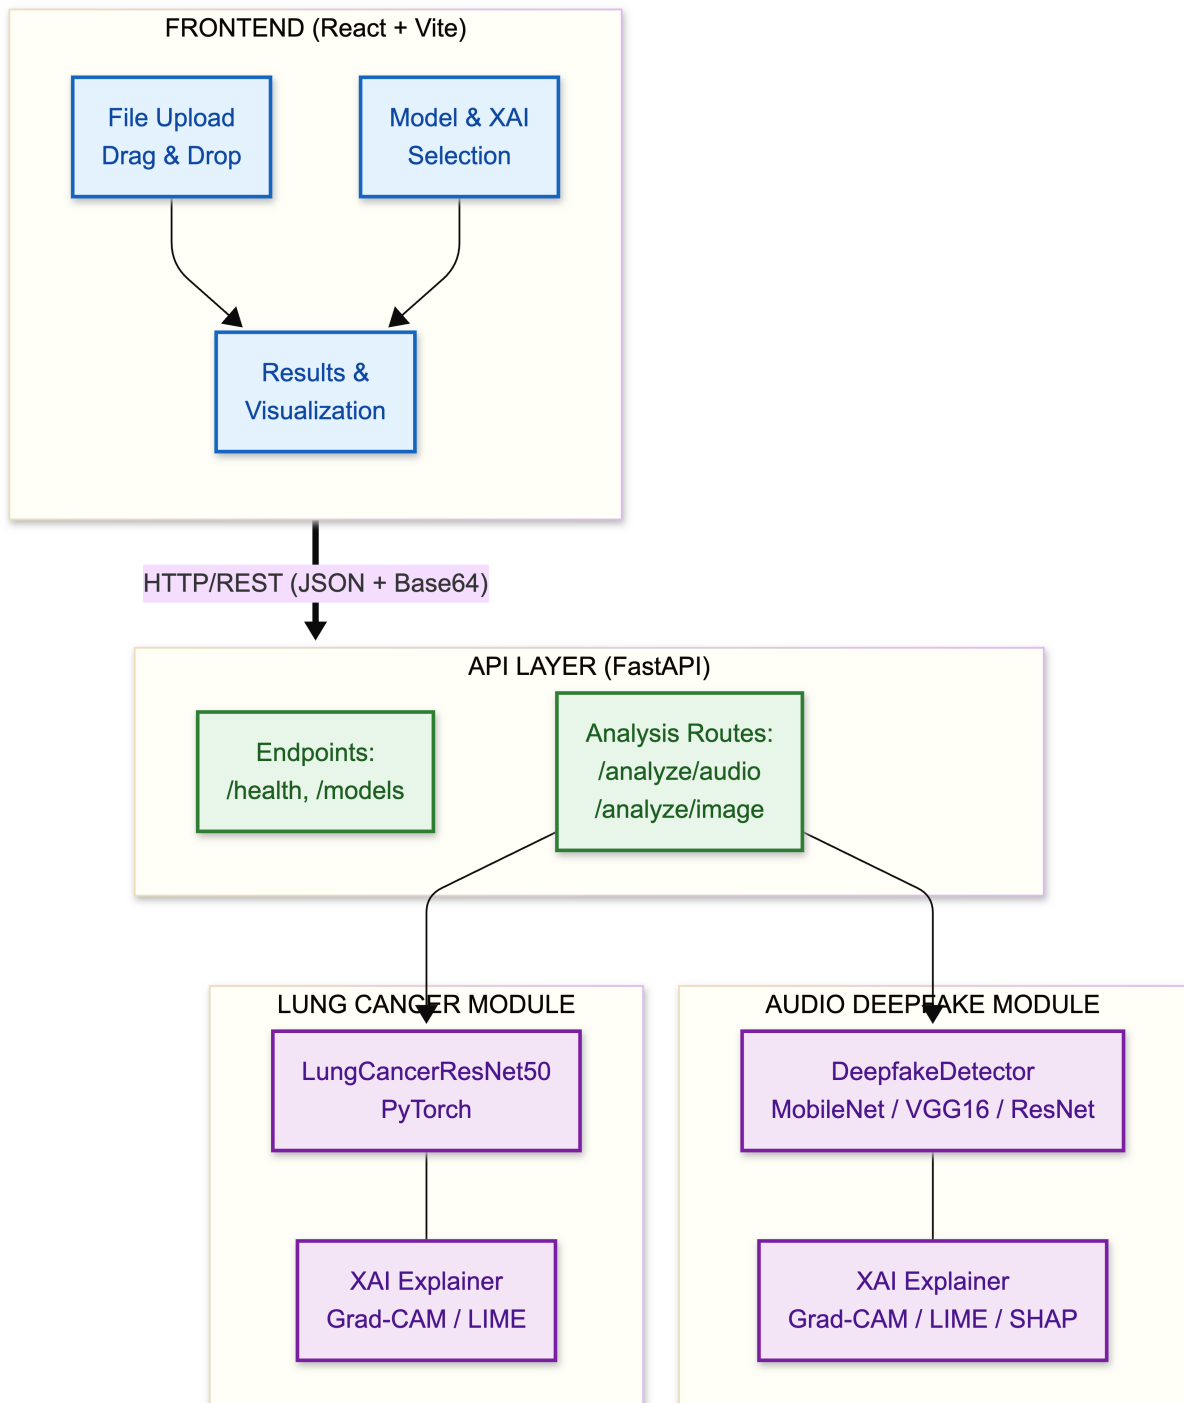 FRONTEND (React + Vite)
File Upload
Drag & Drop
Model & XAI
Selection
Results &
Visualization
HTTP/REST (JSON + Base64)
API LAYER (FastAPI)
Endpoints:
/health, /models
Analysis Routes:
/analyze/audio
/analyze/image
LUNG CANCER MODULE
LungCancerResNet50
PyTorch
XAI Explainer
Grad-CAM / LIME
AUDIO DEEPFAKE MODULE
DeepfakeDetector
MobileNet / VGG16 / ResNet
XAI Explainer
Grad-CAM / LIME / SHAP